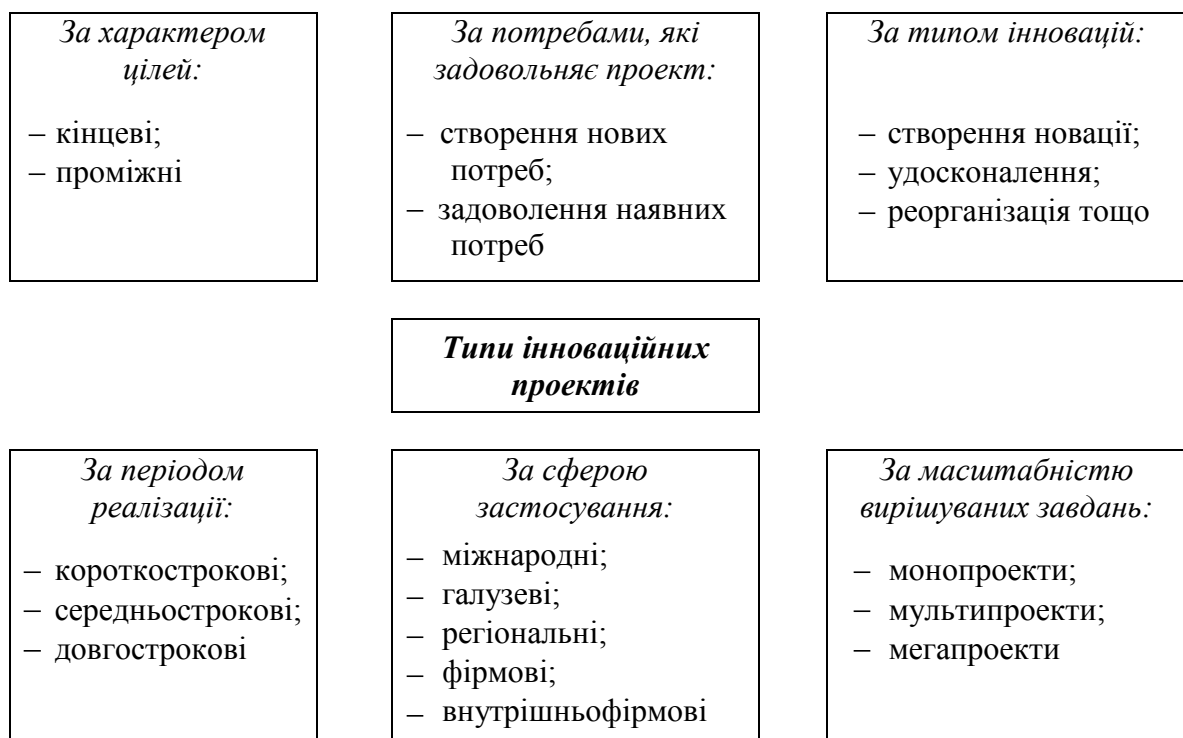 За характером
цілей:
– кінцеві;
– проміжні
За потребами, які
задовольняє проект:
– створення нових
потреб;
– задоволення наявних
потреб
За типом інновацій:
– створення новації;
– удосконалення;
– реорганізація тощо
Типи інноваційних
проектів
За періодом
реалізації:
– короткострокові;
– середньострокові;
– довгострокові
За сферою
застосування:
– міжнародні;
– галузеві;
– регіональні;
– фірмові;
– внутрішньофірмові
За масштабністю
вирішуваних завдань:
– монопроекти;
– мультипроекти;
– мегапроекти